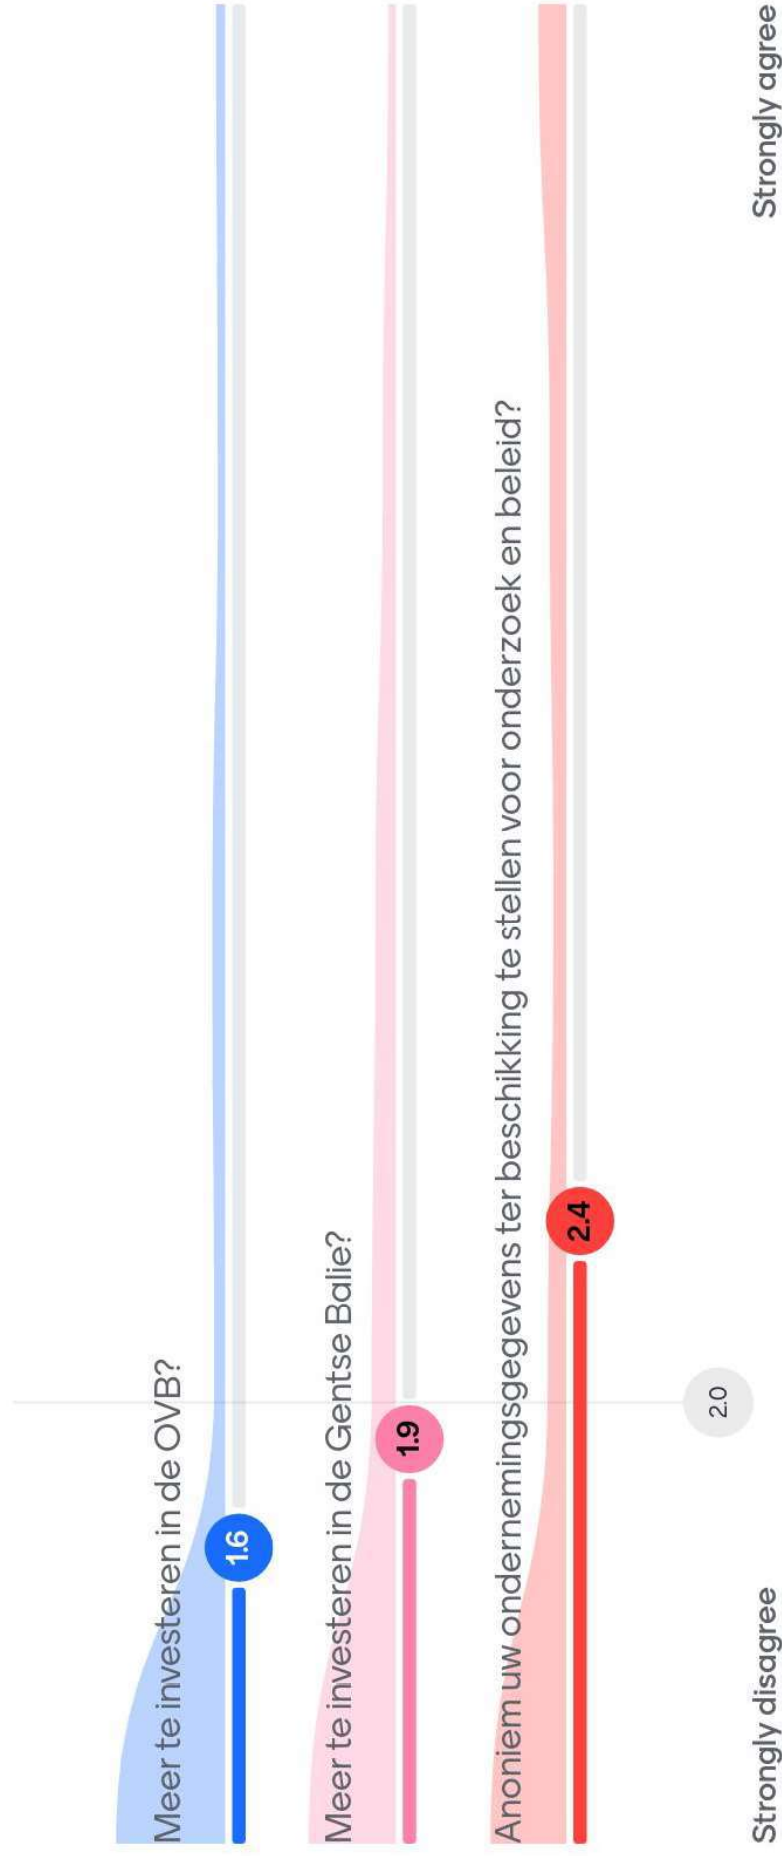 Meer te investeren in de OVB?
1.6
Meer te investeren in de Gentse Balie?
1.9
Anoniem uw ondernemingsgegevens ter beschikking te stellen voor onderzoek en beleid?
2.4
2.0
Strongly disagree
Strongly agree